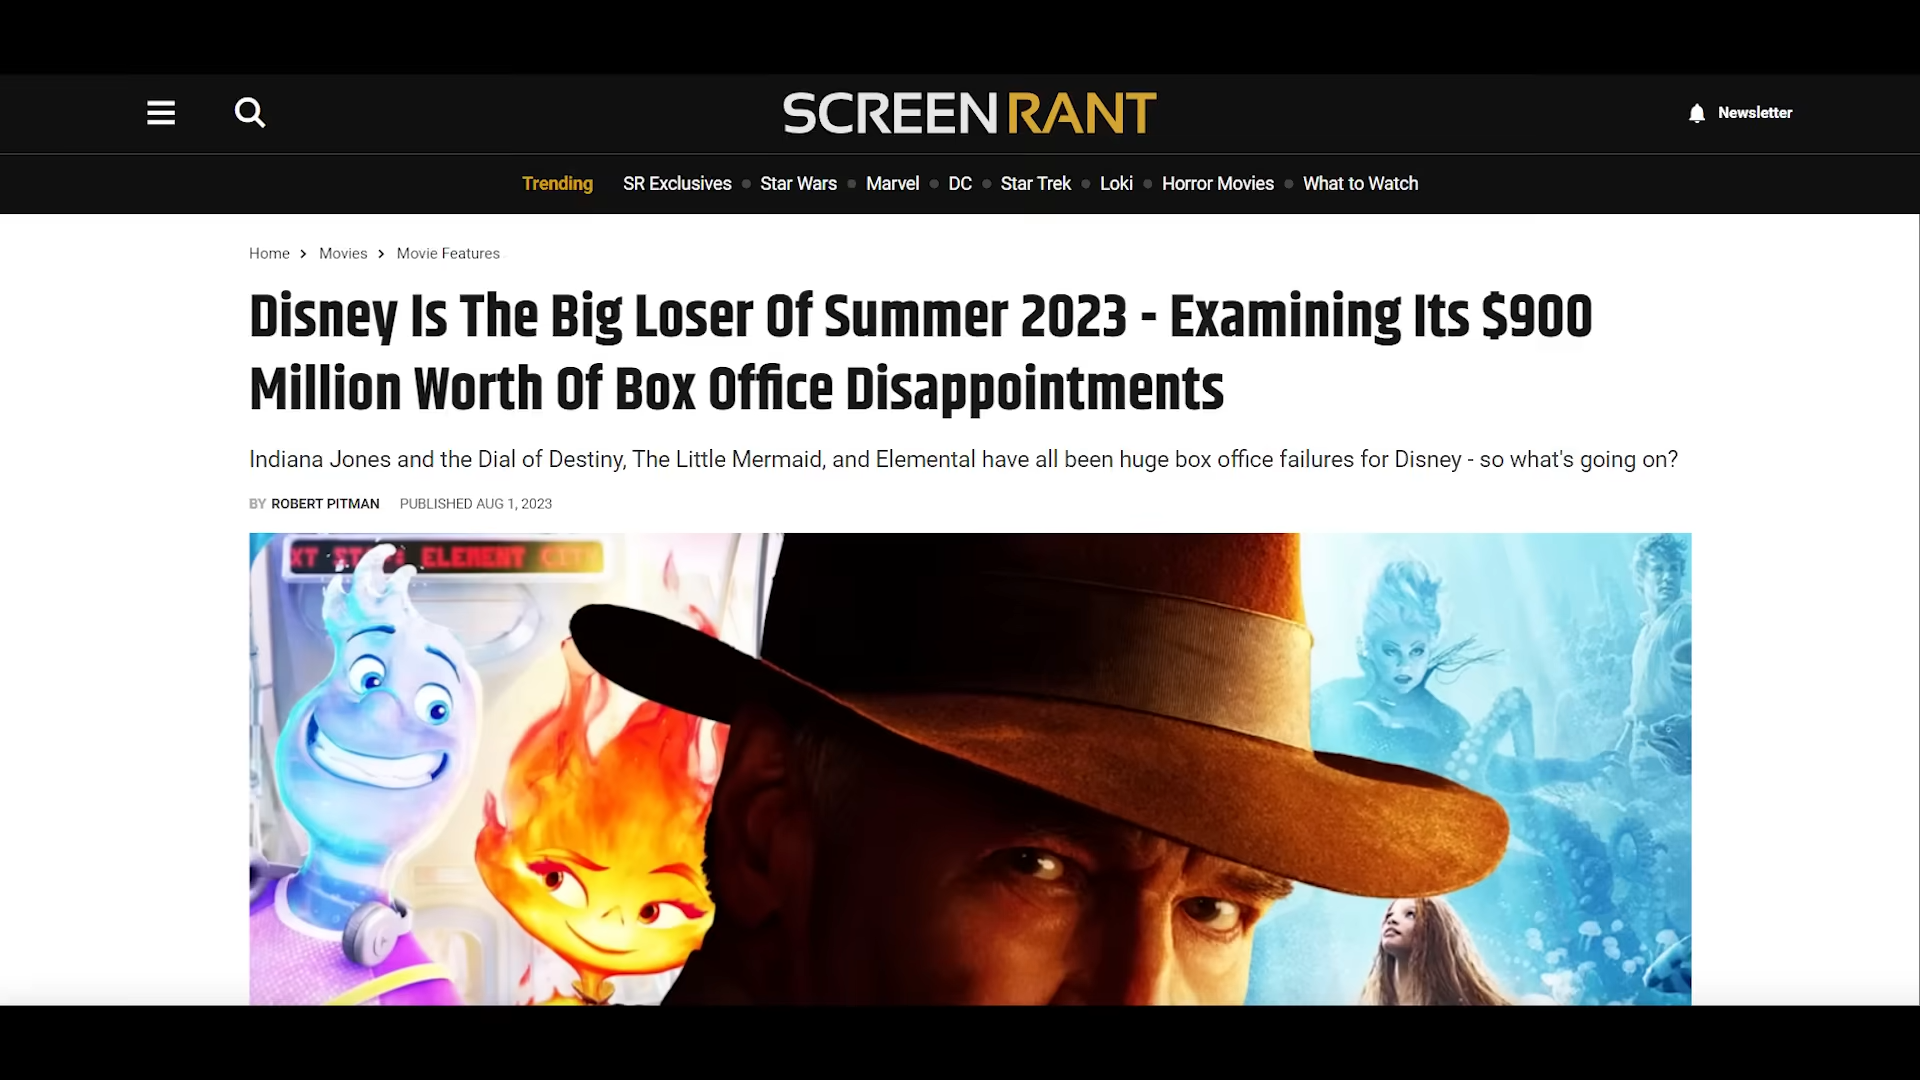 SCREENRANT
Newsletter
Trending SR Exclusives Star Wars Marvel DC Star Trek Loki Horror Movies What to Watch
Home > Movies > Movie Features
Disney Is The Big Loser Of Summer 2023 - Examining Its $900
Million Worth Of Box Office Disappointments
Indiana Jones and the Dial of Destiny, The Little Mermaid, and Elemental have all been huge box office failures for Disney - so what's going on?
BY ROBERT PITMAN PUBLISHED AUG 1, 2023
ELEMENT